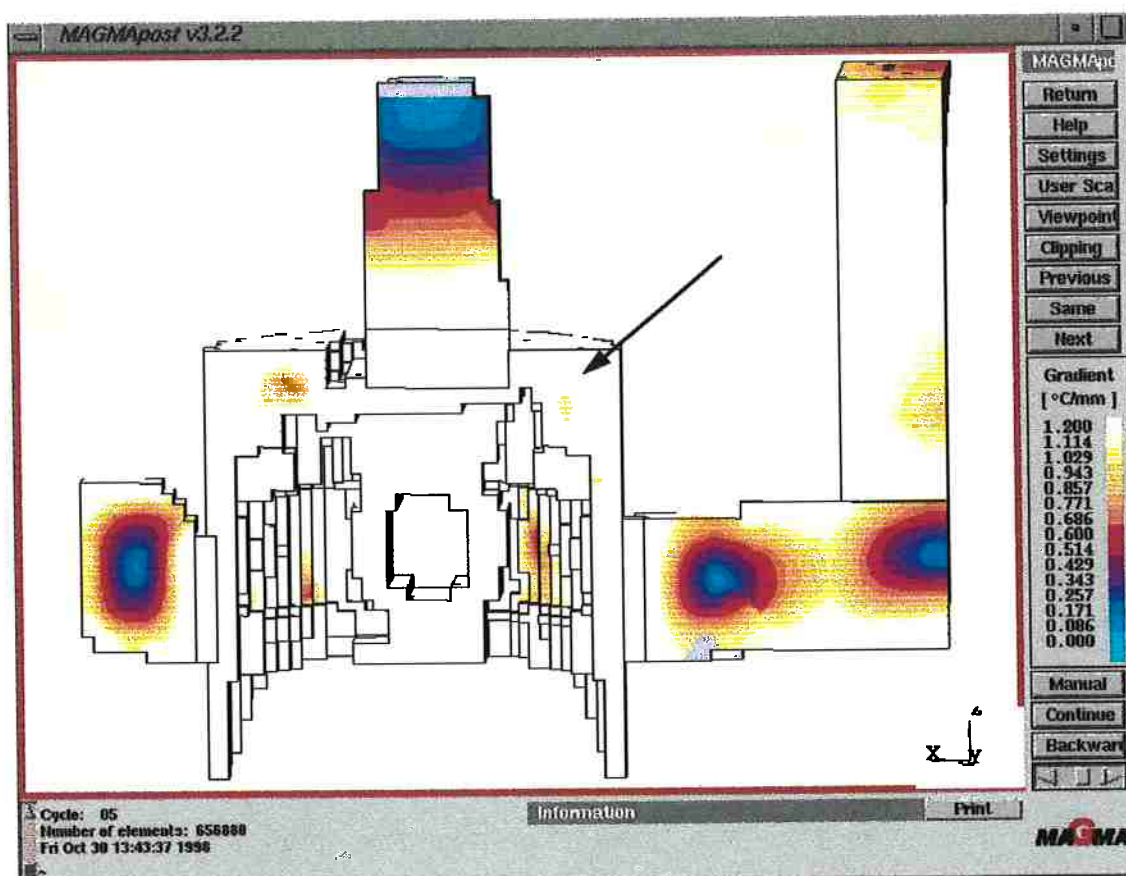 MAGMApost v3.2.2
MAGMApo
Return
Help
Settings
User Sca
Viewpoint
Clipping
Previous
Same
Next
Gradient
[ °C/mm ]
1.200
1.114
1.029
0.943
0.857
0.771
0.686
0.600
0.514
0.429
0.343
0.257
0.171
0.086
0.000
Manual
Continue
Backwar
X Y
Cycle: 05
Number of elements: 656880
Fri Oct 30 13:43:37 1998
Information
Print
MAGMA